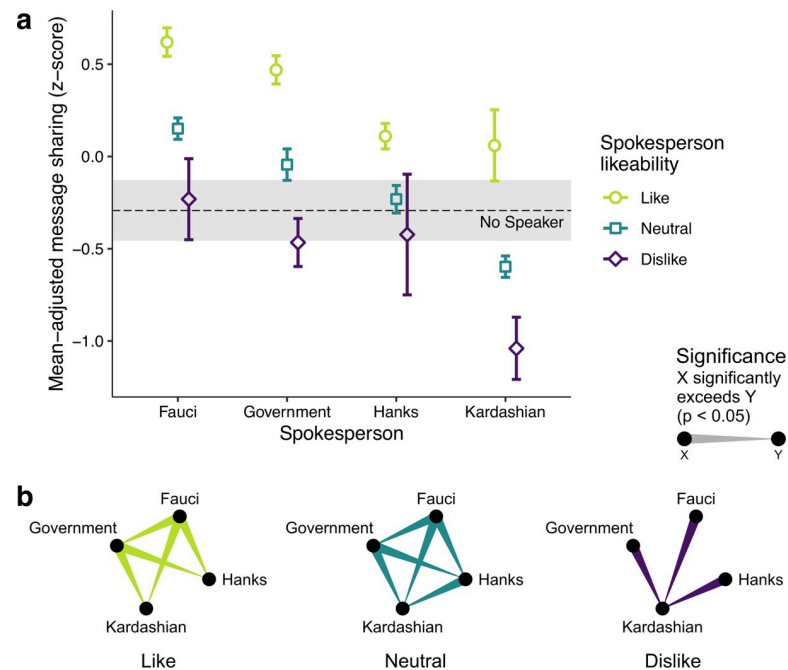 a
Mean−adjusted message sharing (z−score)
0.5
0.0
−0.5
−1.0
No Speaker
Fauci
Government
Hanks
Kardashian
Spokesperson
Spokesperson
likeability
Like
Neutral
Dislike
Significance
X significantly
exceeds Y
(p < 0.05)
X
Y
b
Fauci
Government
Hanks
Kardashian
Like
Fauci
Government
Hanks
Kardashian
Neutral
Fauci
Government
Hanks
Kardashian
Dislike